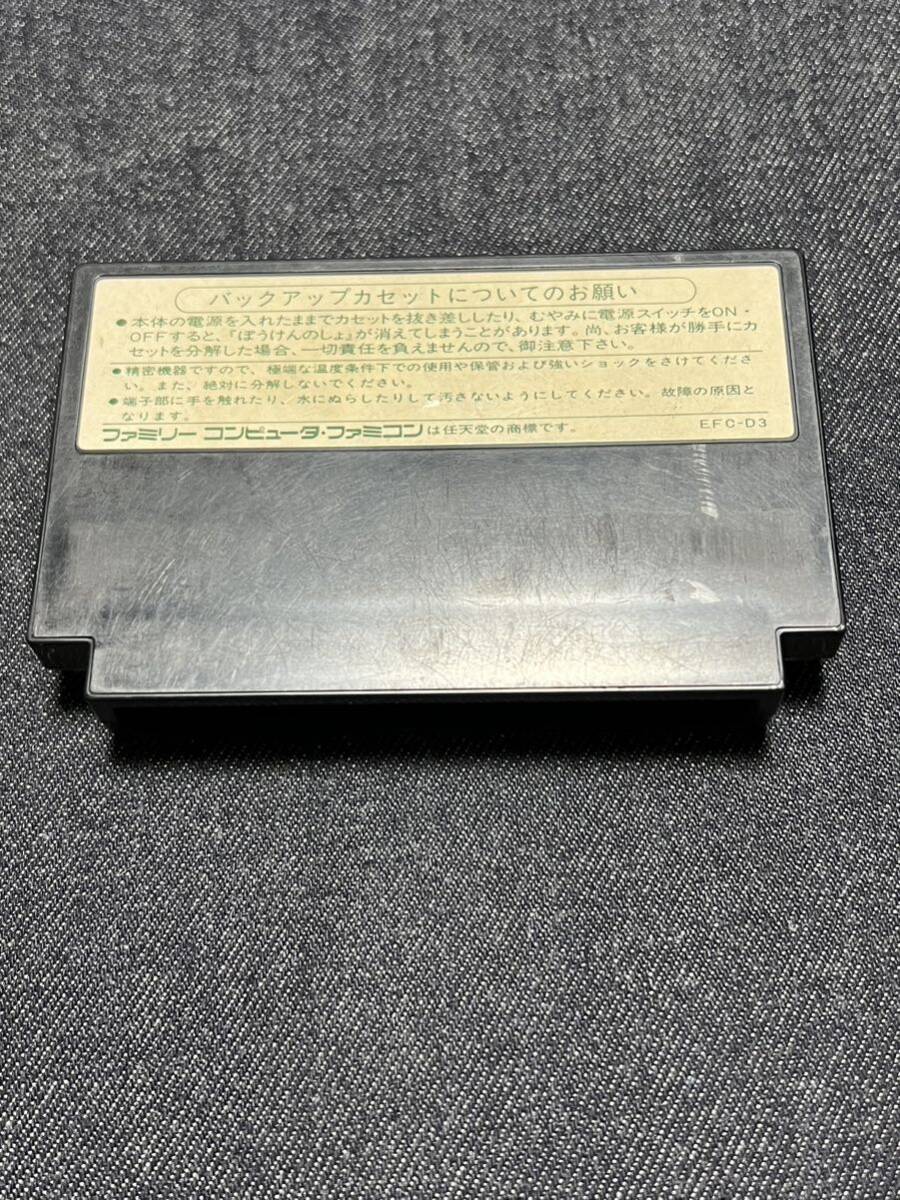 バックアップカセットについてのお願い
●本体の電源を入れたままでカセットを抜き差ししたり、むやみに電源スイッチをON・
OFFすると、『ぼうけんのしょ』が消えてしまうことがあります。尚、お客様が勝手にカ
セットを分解した場合、一切責任を負えませんので、御注意下さい。
●精密機器ですので、極端な温度条件下での使用や保管および強いショックをさけてくださ
い。また、絶対に分解しないでください。
●端子部に手を触れたり、水にぬらしたりして汚さないようにしてください。故障の原因と
なります。
ファミリー コンピュータ・ファミコンは任天堂の商標です。
EFC-D3